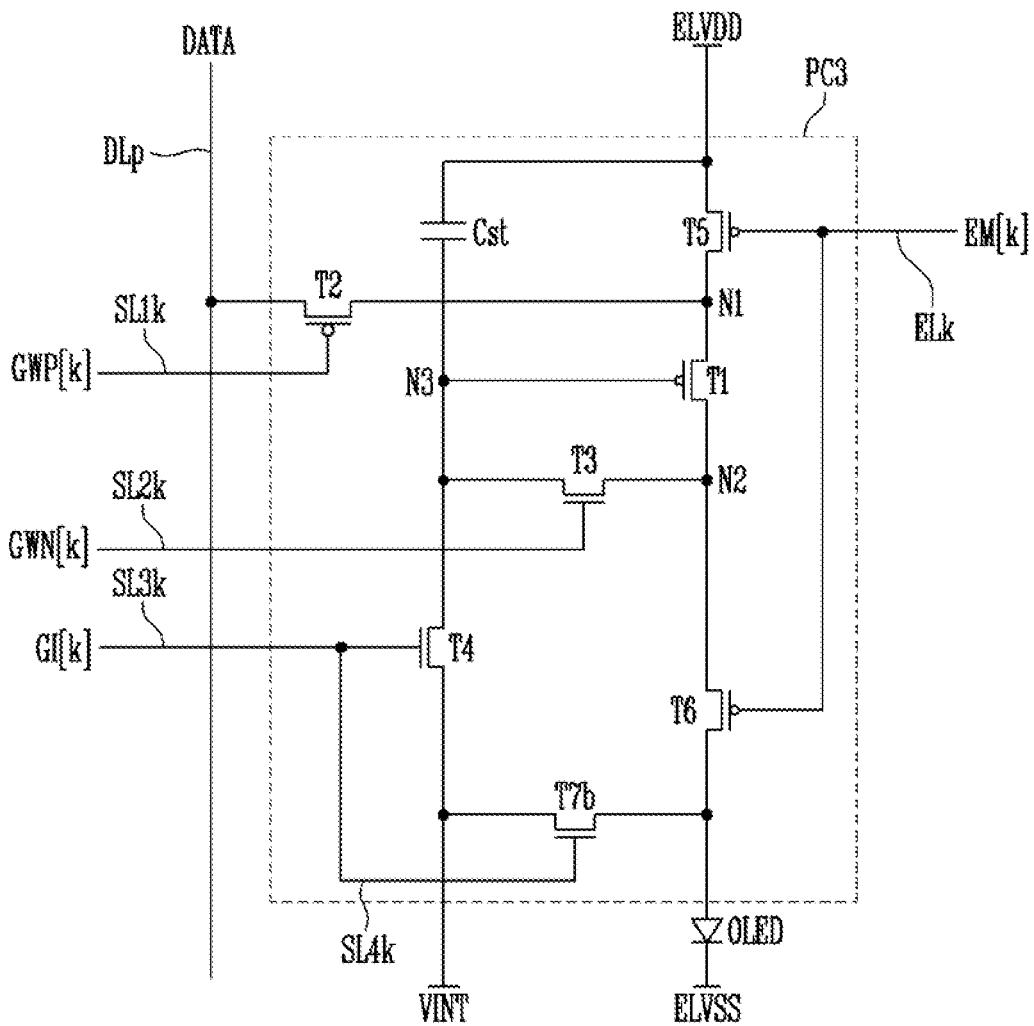 DATA
ELVDD
PC3
DLp
Cst
T5
EM[k]
T2
SL1k
N1
ELk
GWP[k]
N3
T1
T3
SL2k
N2
GWN[k]
SL3k
GI[k]
T4
T6
T7b
SL4k
OLED
VINT
ELVSS